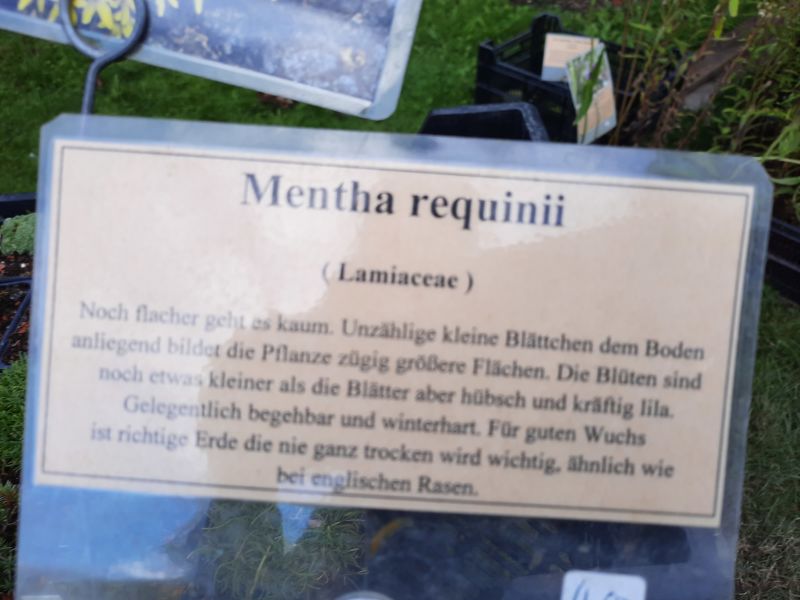 Mentha requinii
( Lamiaceae )
Noch flacher geht es kaum. Unzählige kleine Blättchen dem Boden
anliegend bildet die Pflanze zügig größere Flächen. Die Blüten sind
noch etwas kleiner als die Blätter aber hübsch und kräftig lila.
Gelegentlich begehbar und winterhart. Für guten Wuchs
ist richtige Erde die nie ganz trocken wird wichtig, ähnlich wie
bei englischen Rasen.